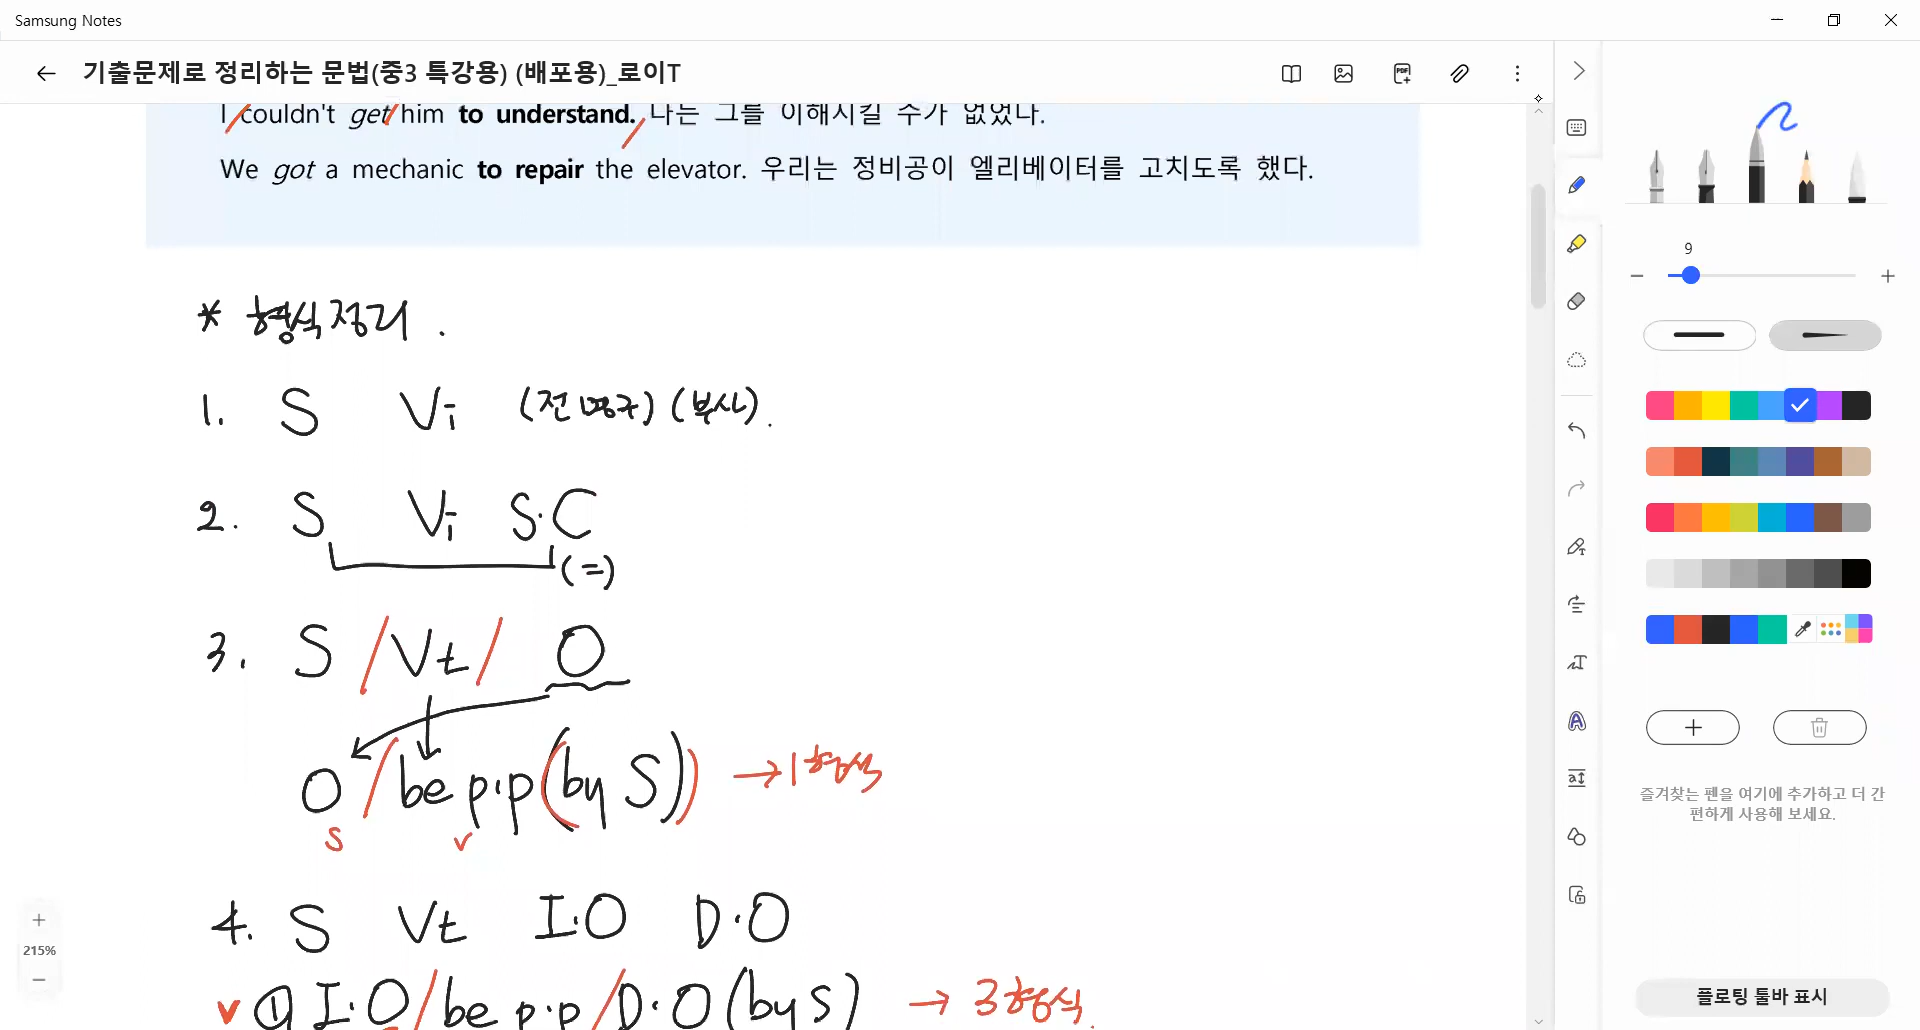 Samsung Notes
기출문제로 정리하는 문법(중3 특강용) (배포용)_로이T
I couldn't get him to understand. 나는 그를 이해시킬 수가 없었다.
We got a mechanic to repair the elevator. 우리는 정비공이 엘리베이터를 고치도록 했다.
* 형식정리.
1. S Vi (전명구) (부사).
2. S Vi S·C
(=)
3. S / Vt / O
O / be p.p (by S) → 1형식
s v
4. S Vt I·O D·O
v ① I·O / be p.p / D·O (by S) → 3형식.
215%
9
즐겨찾는 펜을 여기에 추가하고 더 간
편하게 사용해 보세요.
플로팅 툴바 표시